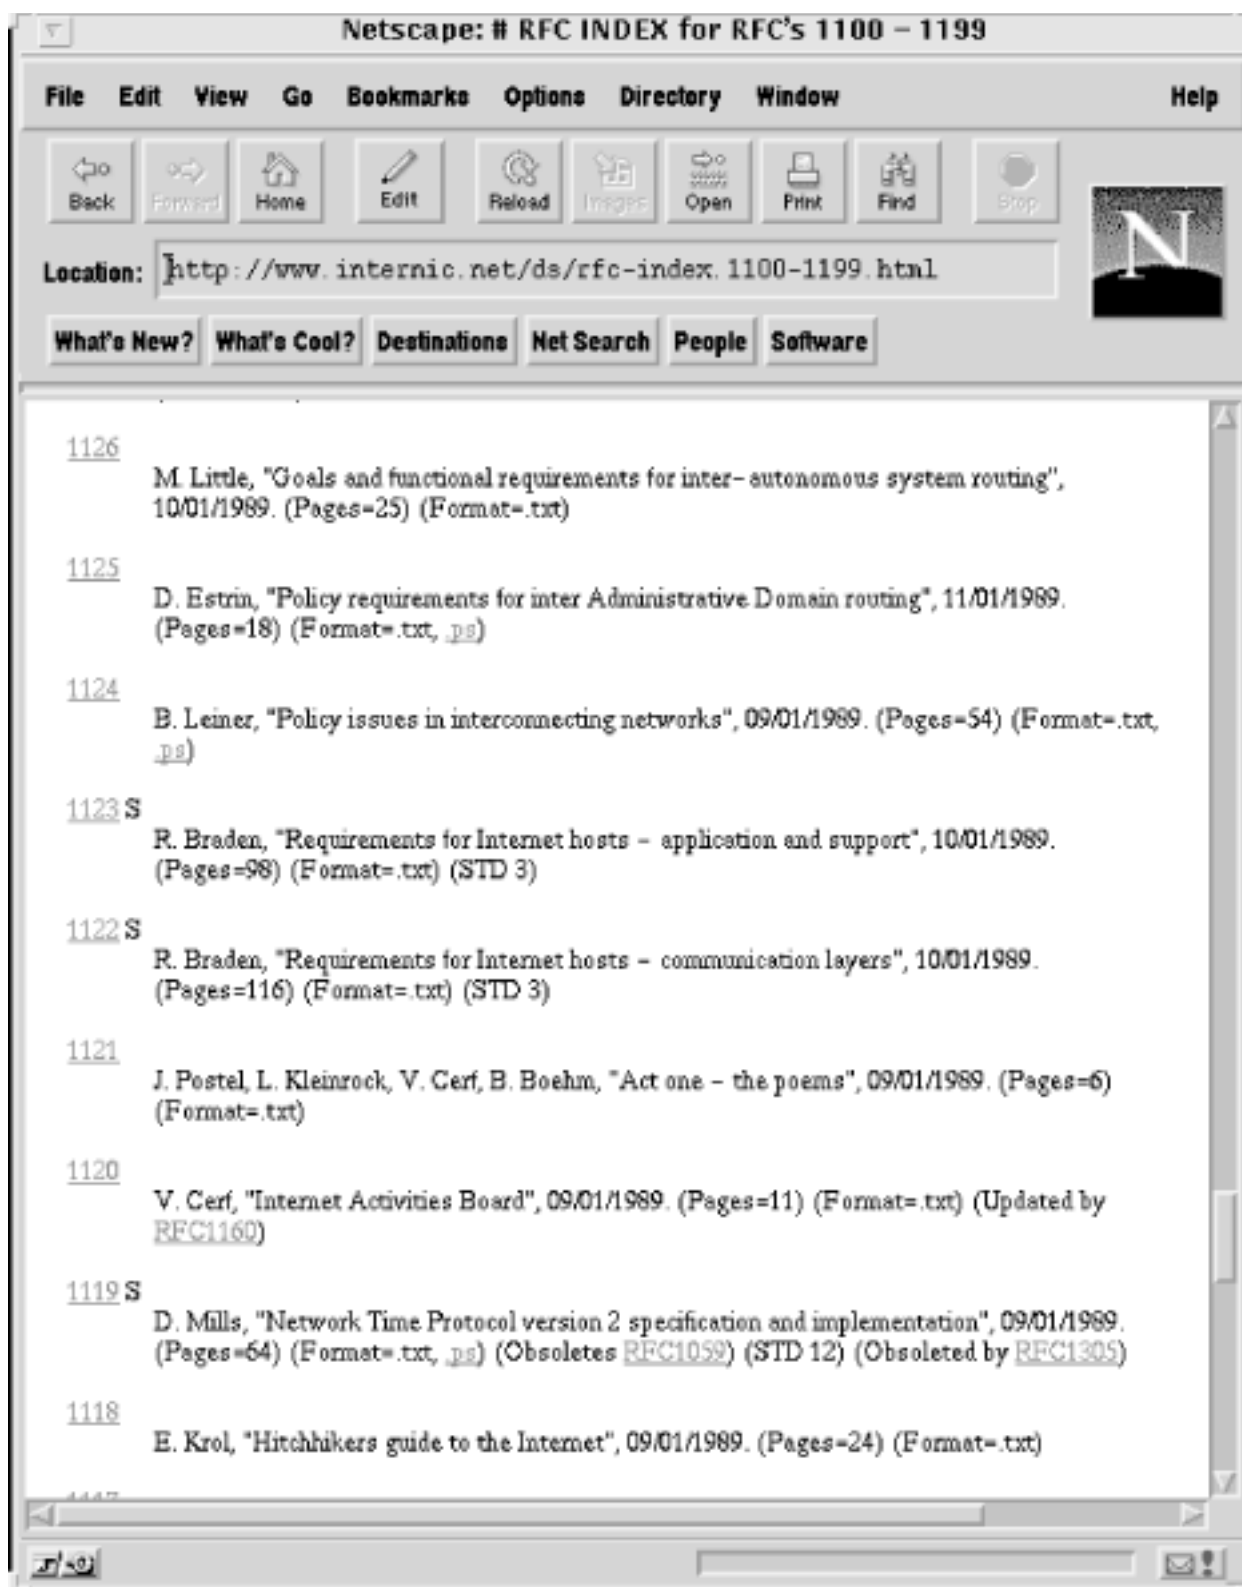 Netscape: # RFC INDEX for RFC's 1100 – 1199
File Edit View Go Bookmarks Options Directory Window Help
Back Forward Home Edit Reload Images Open Print Find Stop
N
Location: http://www.internic.net/ds/rfc-index.1100-1199.html
What's New? What's Cool? Destinations Net Search People Software
1126
M. Little, "Goals and functional requirements for inter-autonomous system routing",
10/01/1989. (Pages=25) (Format=.txt)
1125
D. Estrin, "Policy requirements for inter Administrative Domain routing", 11/01/1989.
(Pages=18) (Format=.txt, .ps)
1124
B. Leiner, "Policy issues in interconnecting networks", 09/01/1989. (Pages=54) (Format=.txt,
.ps)
1123 S
R. Braden, "Requirements for Internet hosts – application and support", 10/01/1989.
(Pages=98) (Format=.txt) (STD 3)
1122 S
R. Braden, "Requirements for Internet hosts – communication layers", 10/01/1989.
(Pages=116) (Format=.txt) (STD 3)
1121
J. Postel, L. Kleinrock, V. Cerf, B. Boehm, "Act one – the poems", 09/01/1989. (Pages=6)
(Format=.txt)
1120
V. Cerf, "Internet Activities Board", 09/01/1989. (Pages=11) (Format=.txt) (Updated by
RFC1160)
1119 S
D. Mills, "Network Time Protocol version 2 specification and implementation", 09/01/1989.
(Pages=64) (Format=.txt, .ps) (Obsoletes RFC1059) (STD 12) (Obsoleted by RFC1305)
1118
E. Krol, "Hitchhikers guide to the Internet", 09/01/1989. (Pages=24) (Format=.txt)